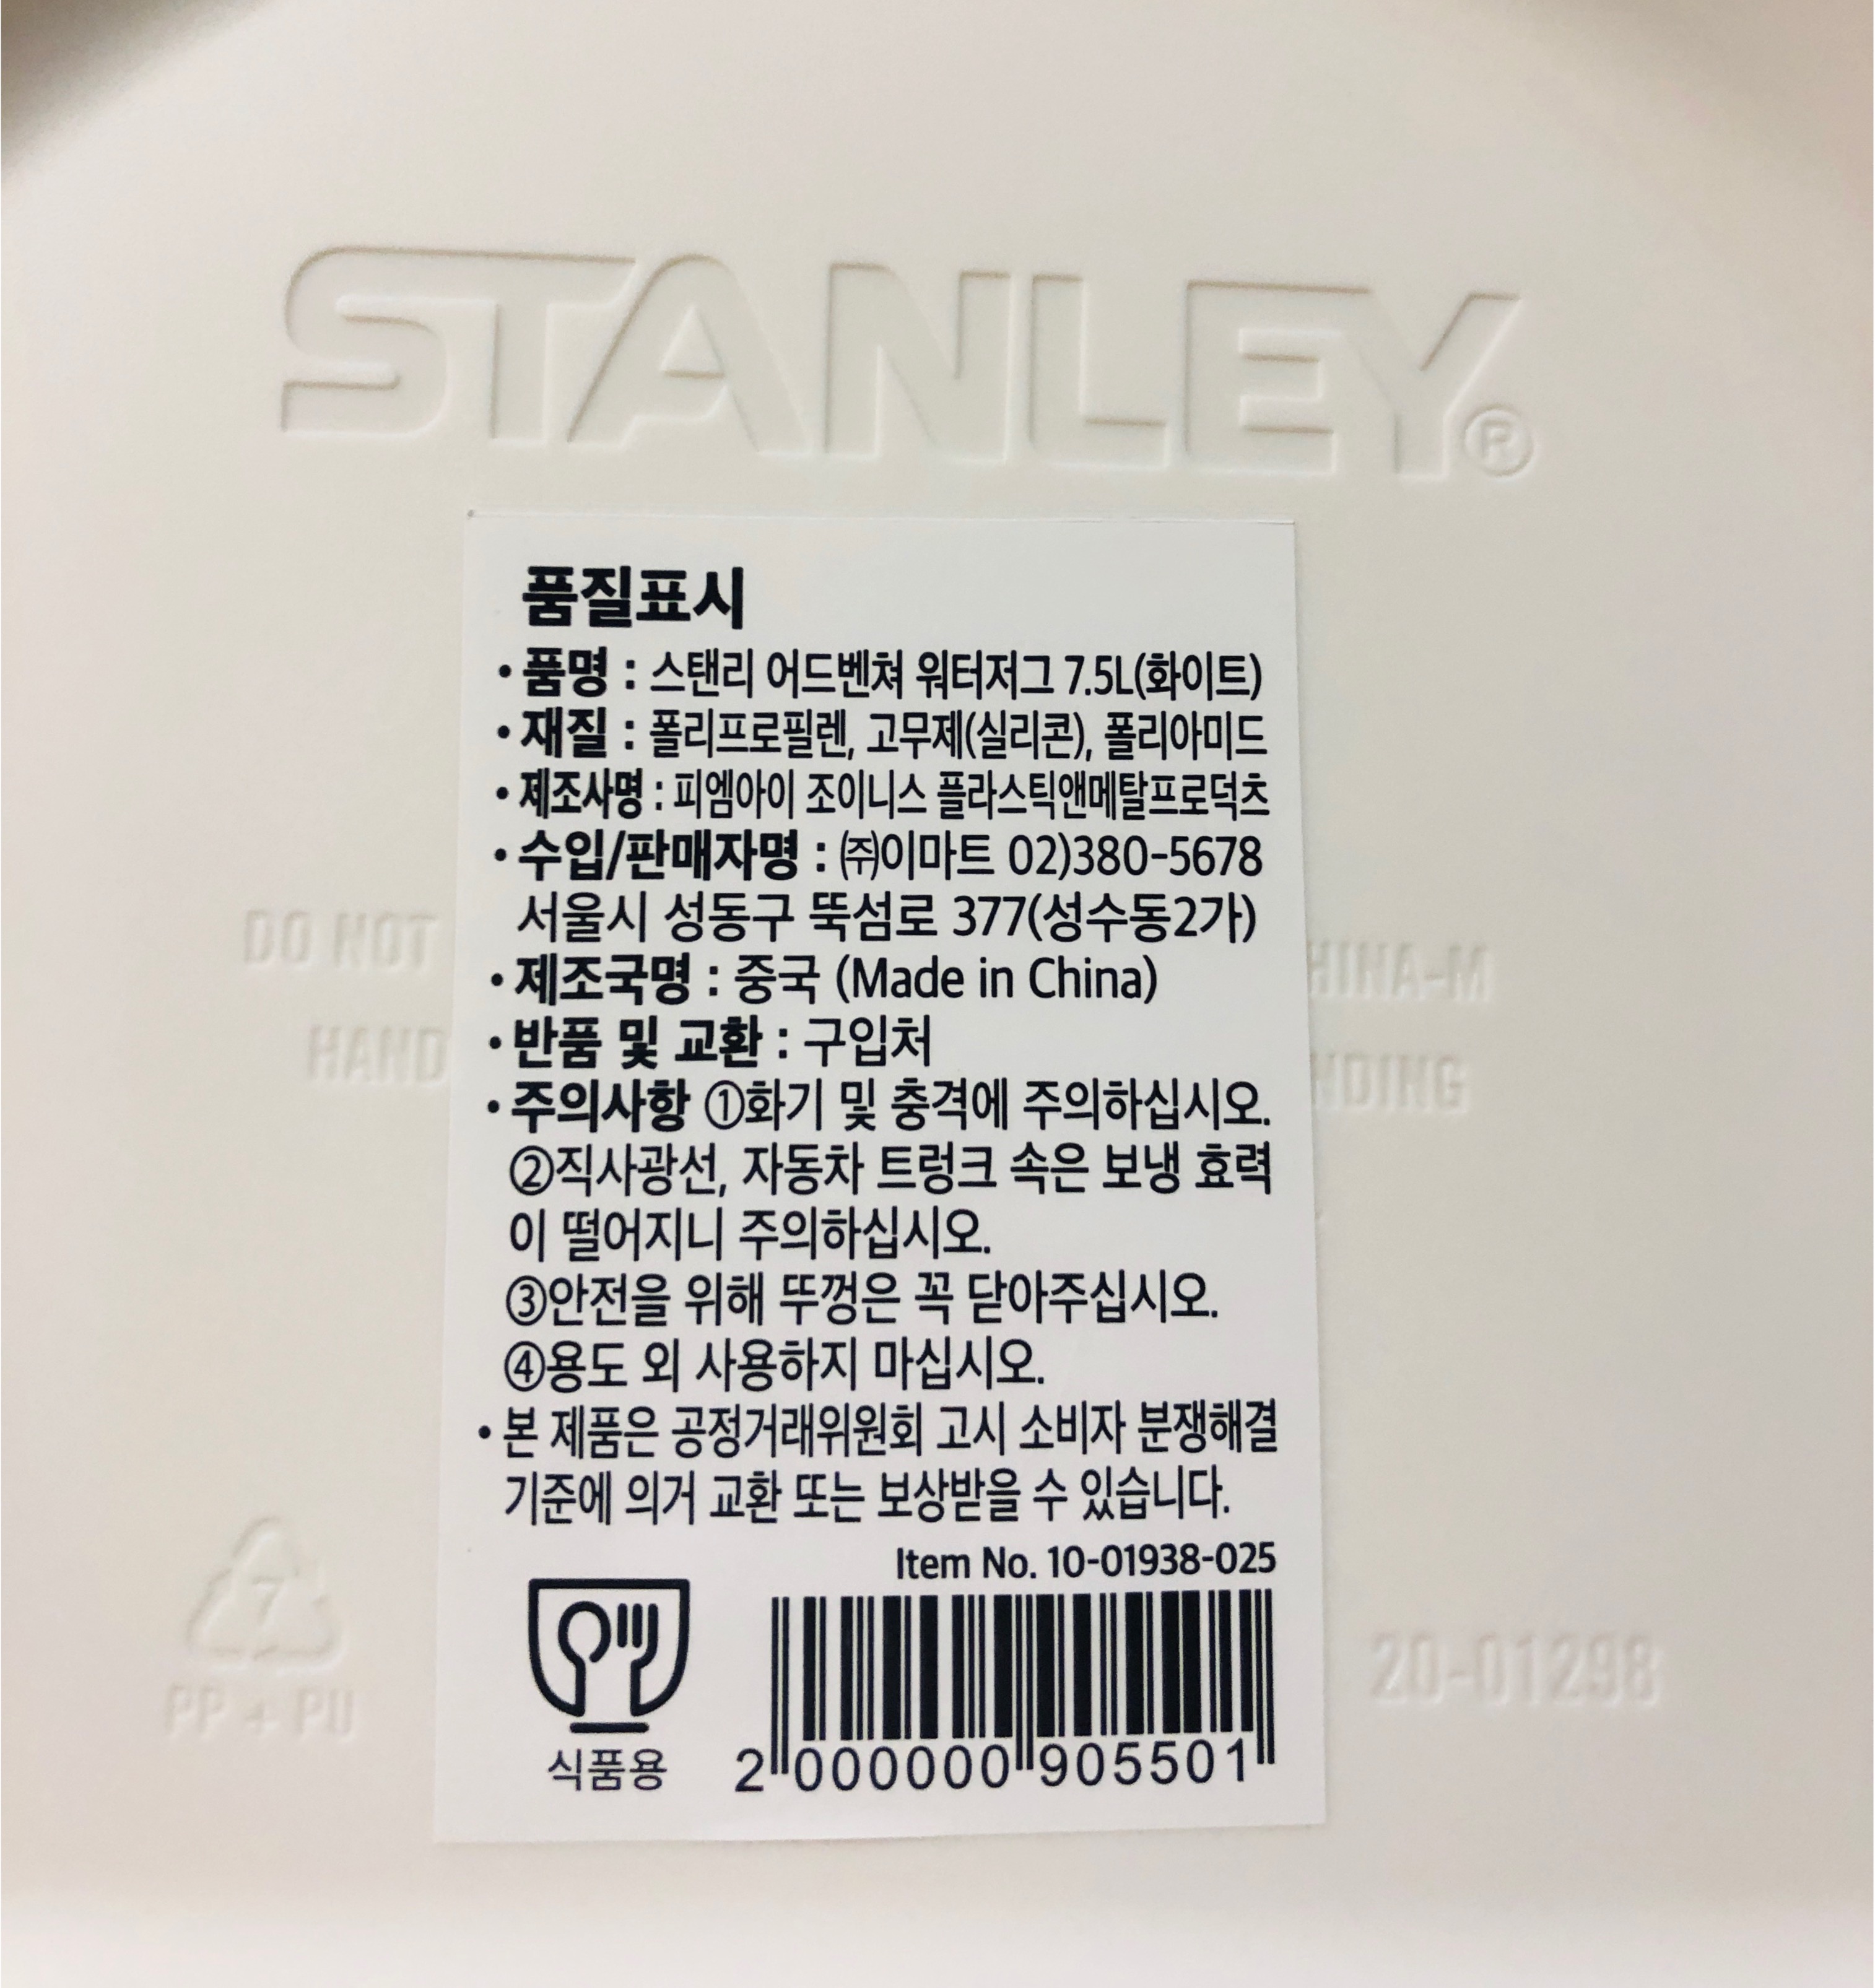 STANLEY®
품질표시
• 품명 : 스탠리 어드벤쳐 워터저그 7.5L(화이트)
• 재질 : 폴리프로필렌, 고무제(실리콘), 폴리아미드
• 제조사명 : 피엠아이 조이니스 플라스틱앤메탈프로덕츠
• 수입/판매자명 : ㈜이마트 02)380-5678
서울시 성동구 뚝섬로 377(성수동2가)
• 제조국명 : 중국 (Made in China)
• 반품 및 교환 : 구입처
• 주의사항 ①화기 및 충격에 주의하십시오.
②직사광선, 자동차 트렁크 속은 보냉 효력
이 떨어지니 주의하십시오.
③안전을 위해 뚜껑은 꼭 닫아주십시오.
④용도 외 사용하지 마십시오.
• 본 제품은 공정거래위원회 고시 소비자 분쟁해결
기준에 의거 교환 또는 보상받을 수 있습니다.
Item No. 10-01938-025
식품용
2 000000 905501
DO NOT
HAND
HINA-M
NDING
7
PP + PU
20-01298